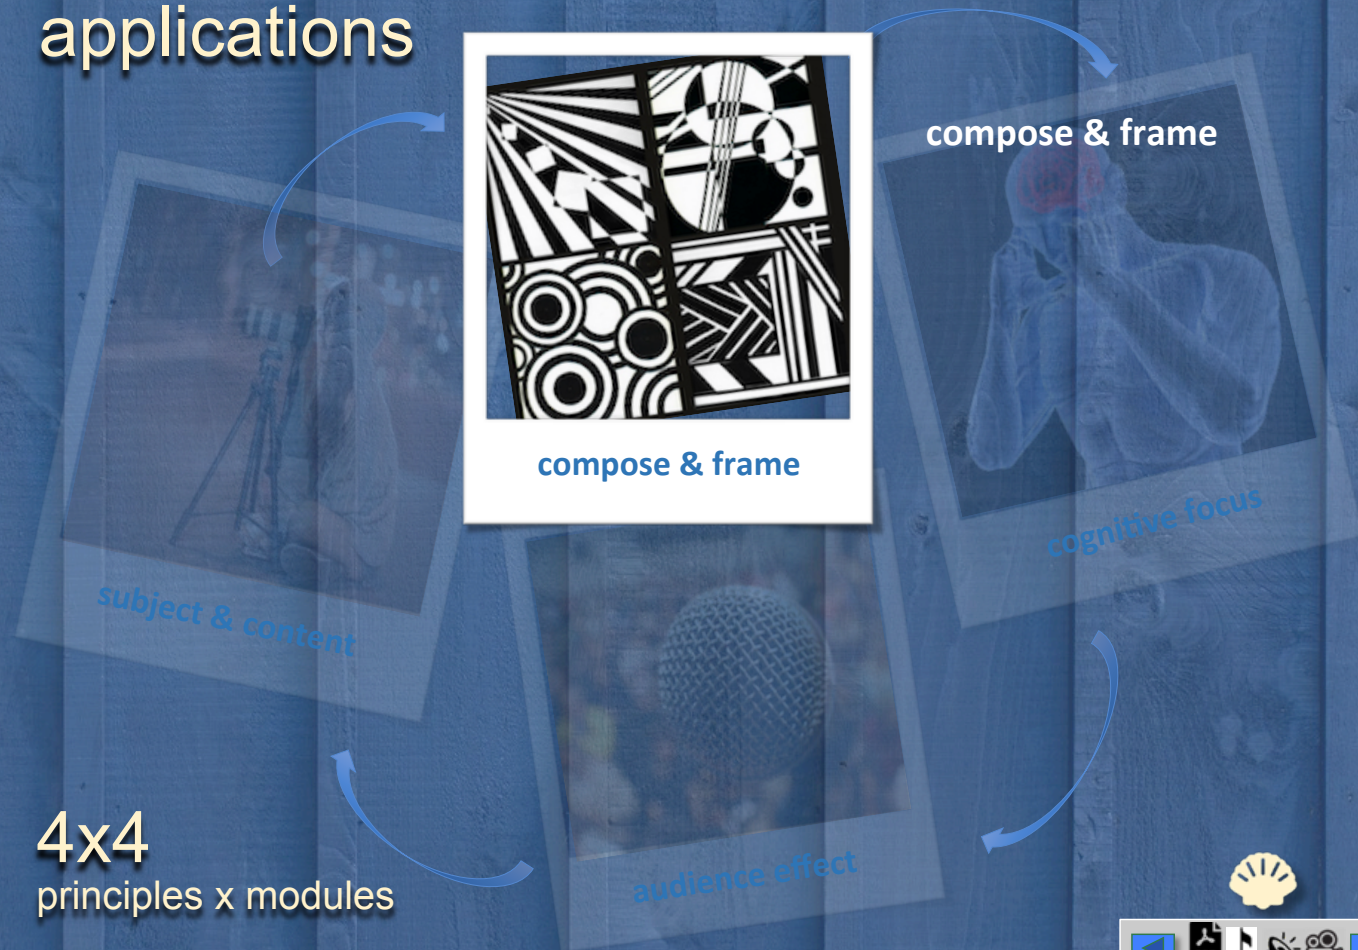 applications
compose & frame
compose & frame
cognitive focus
subject & content
audience effect
4x4
principles x modules